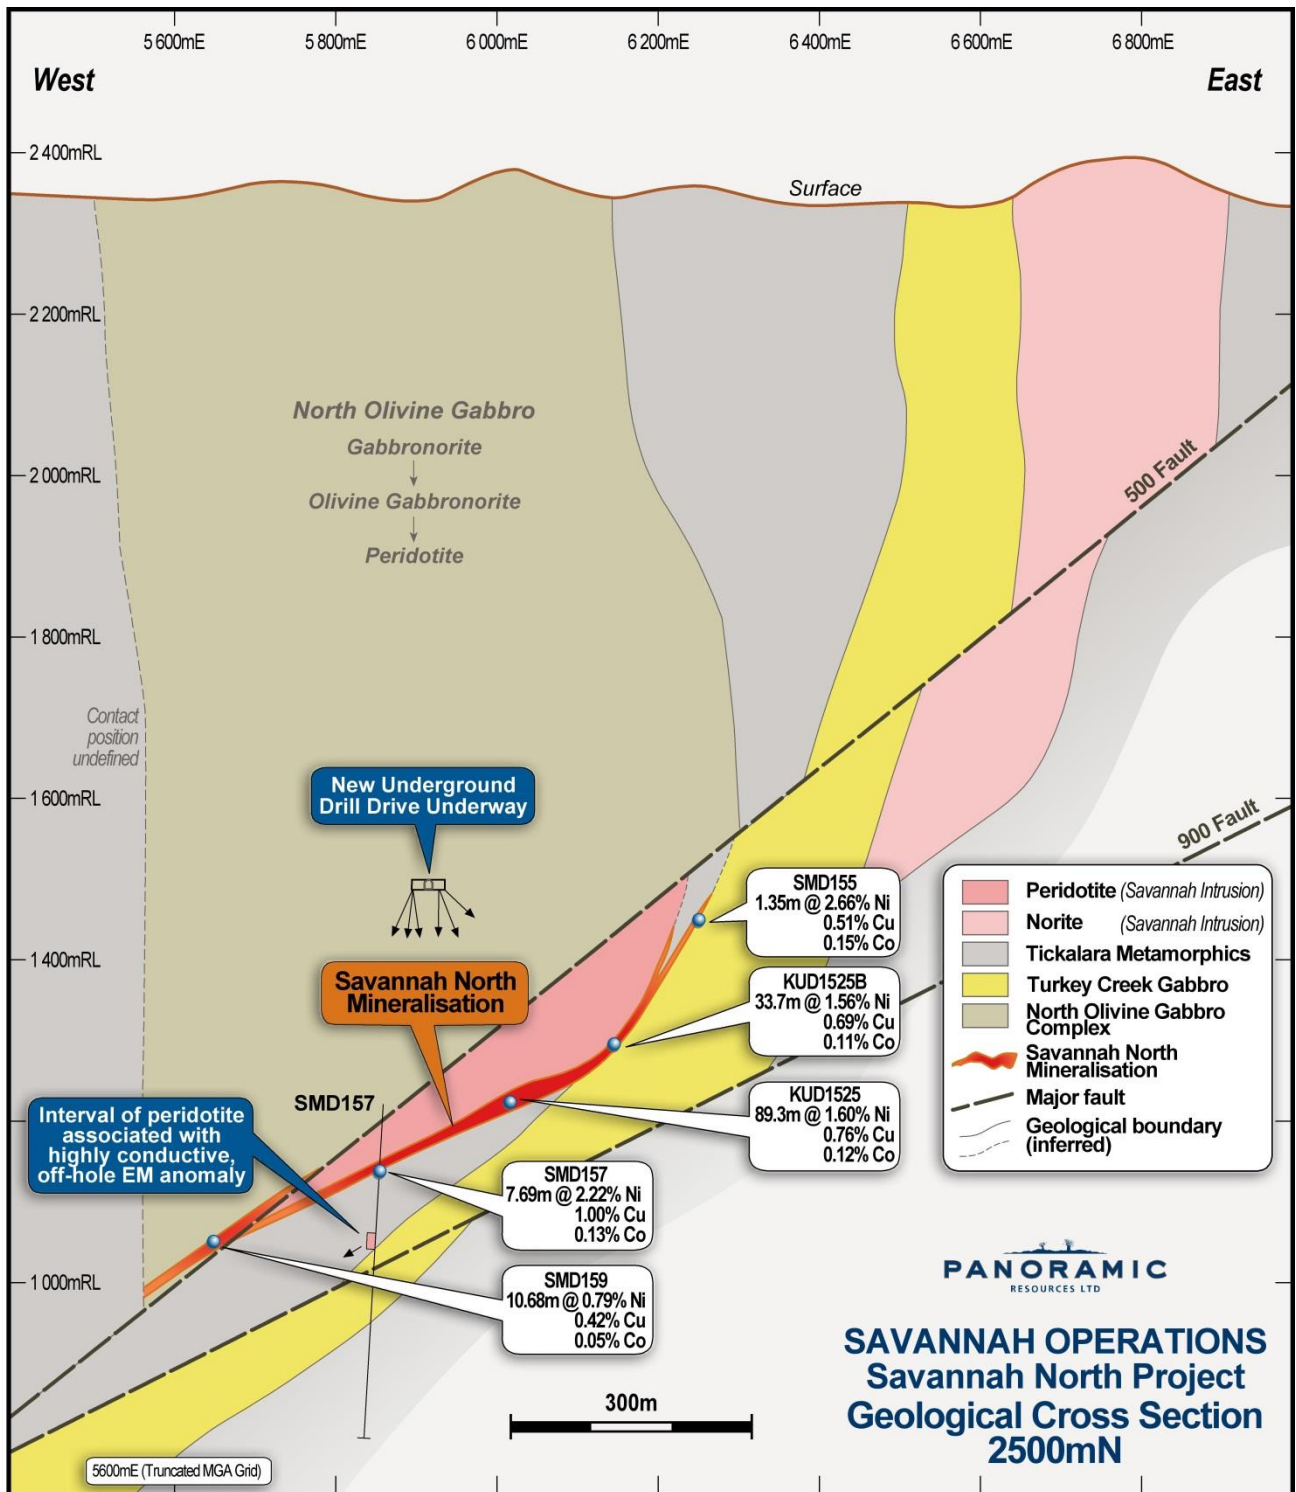 5 600mE 5 800mE 6 000mE 6 200mE 6 400mE 6 600mE 6 800mE
West
East
2 400mRL
Surface
2 200mRL
North Olivine Gabbro
Gabbronorite
Olivine Gabbronorite
Peridotite
2 000mRL
500 Fault
1 800mRL
Contact
position
undefined
1 600mRL
New Underground
Drill Drive Underway
900 Fault
SMD155
1.35m @ 2.66% Ni
0.51% Cu
0.15% Co
1 400mRL
Savannah North
Mineralisation
KUD1525B
33.7m @ 1.56% Ni
0.69% Cu
0.11% Co
KUD1525
89.3m @ 1.60% Ni
0.76% Cu
0.12% Co
SMD157
Interval of peridotite
associated with
highly conductive,
off-hole EM anomaly
SMD157
7.69m @ 2.22% Ni
1.00% Cu
0.13% Co
1 000mRL
SMD159
10.68m @ 0.79% Ni
0.42% Cu
0.05% Co
Peridotite (Savannah Intrusion)
Norite (Savannah Intrusion)
Tickalara Metamorphics
Turkey Creek Gabbro
North Olivine Gabbro
Complex
Savannah North
Mineralisation
Major fault
Geological boundary
(inferred)
300m
PANORAMIC
RESOURCES LTD
SAVANNAH OPERATIONS
Savannah North Project
Geological Cross Section
2500mN
5600mE (Truncated MGA Grid)